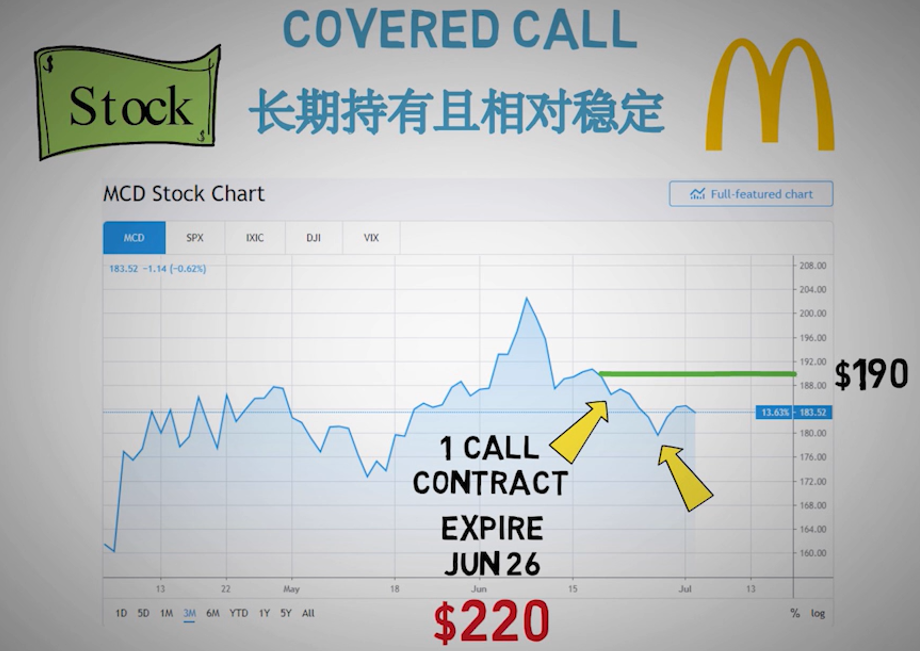 COVERED CALL
Stock
长期持有且相对稳定
MCD Stock Chart
Full-featured chart
MCD SPX IXIC DJI VIX
183.52 −1.14 (−0.62%)
208.00
204.00
200.00
196.00
192.00
$190
188.00
13.63% 183.52
180.00
176.00
172.00
168.00
164.00
160.00
1 CALL
CONTRACT
EXPIRE
JUN 26
13 22 May 18 Jun 15 Jul 13
1D 5D 1M 3M 6M YTD 1Y 5Y All % log
$220